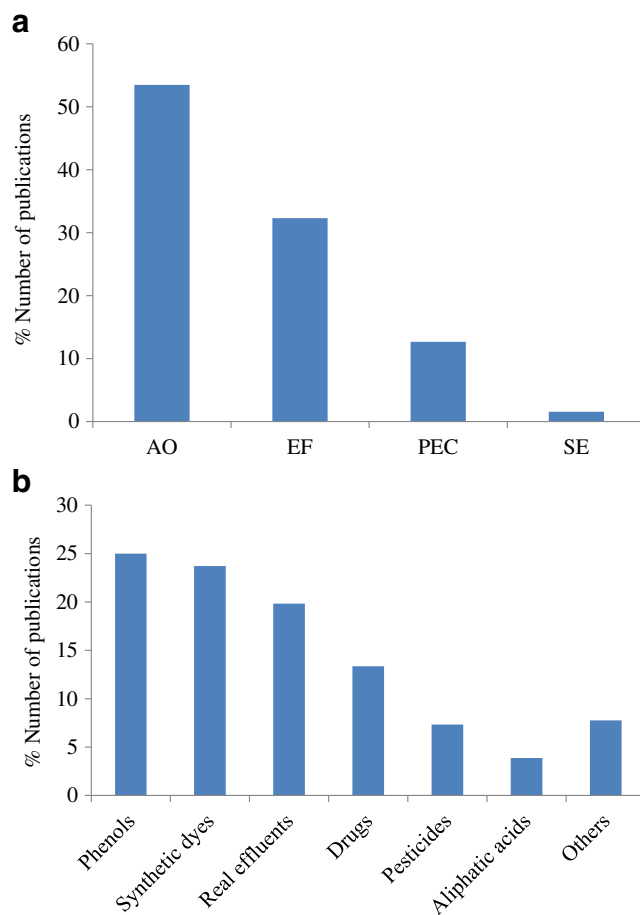 a
% Number of publications
60
50
40
30
20
10
0
AO
EF
PEC
SE
b
% Number of publications
30
25
20
15
10
5
0
Phenols
Synthetic dyes
Real effluents
Drugs
Pesticides
Aliphatic acids
Others